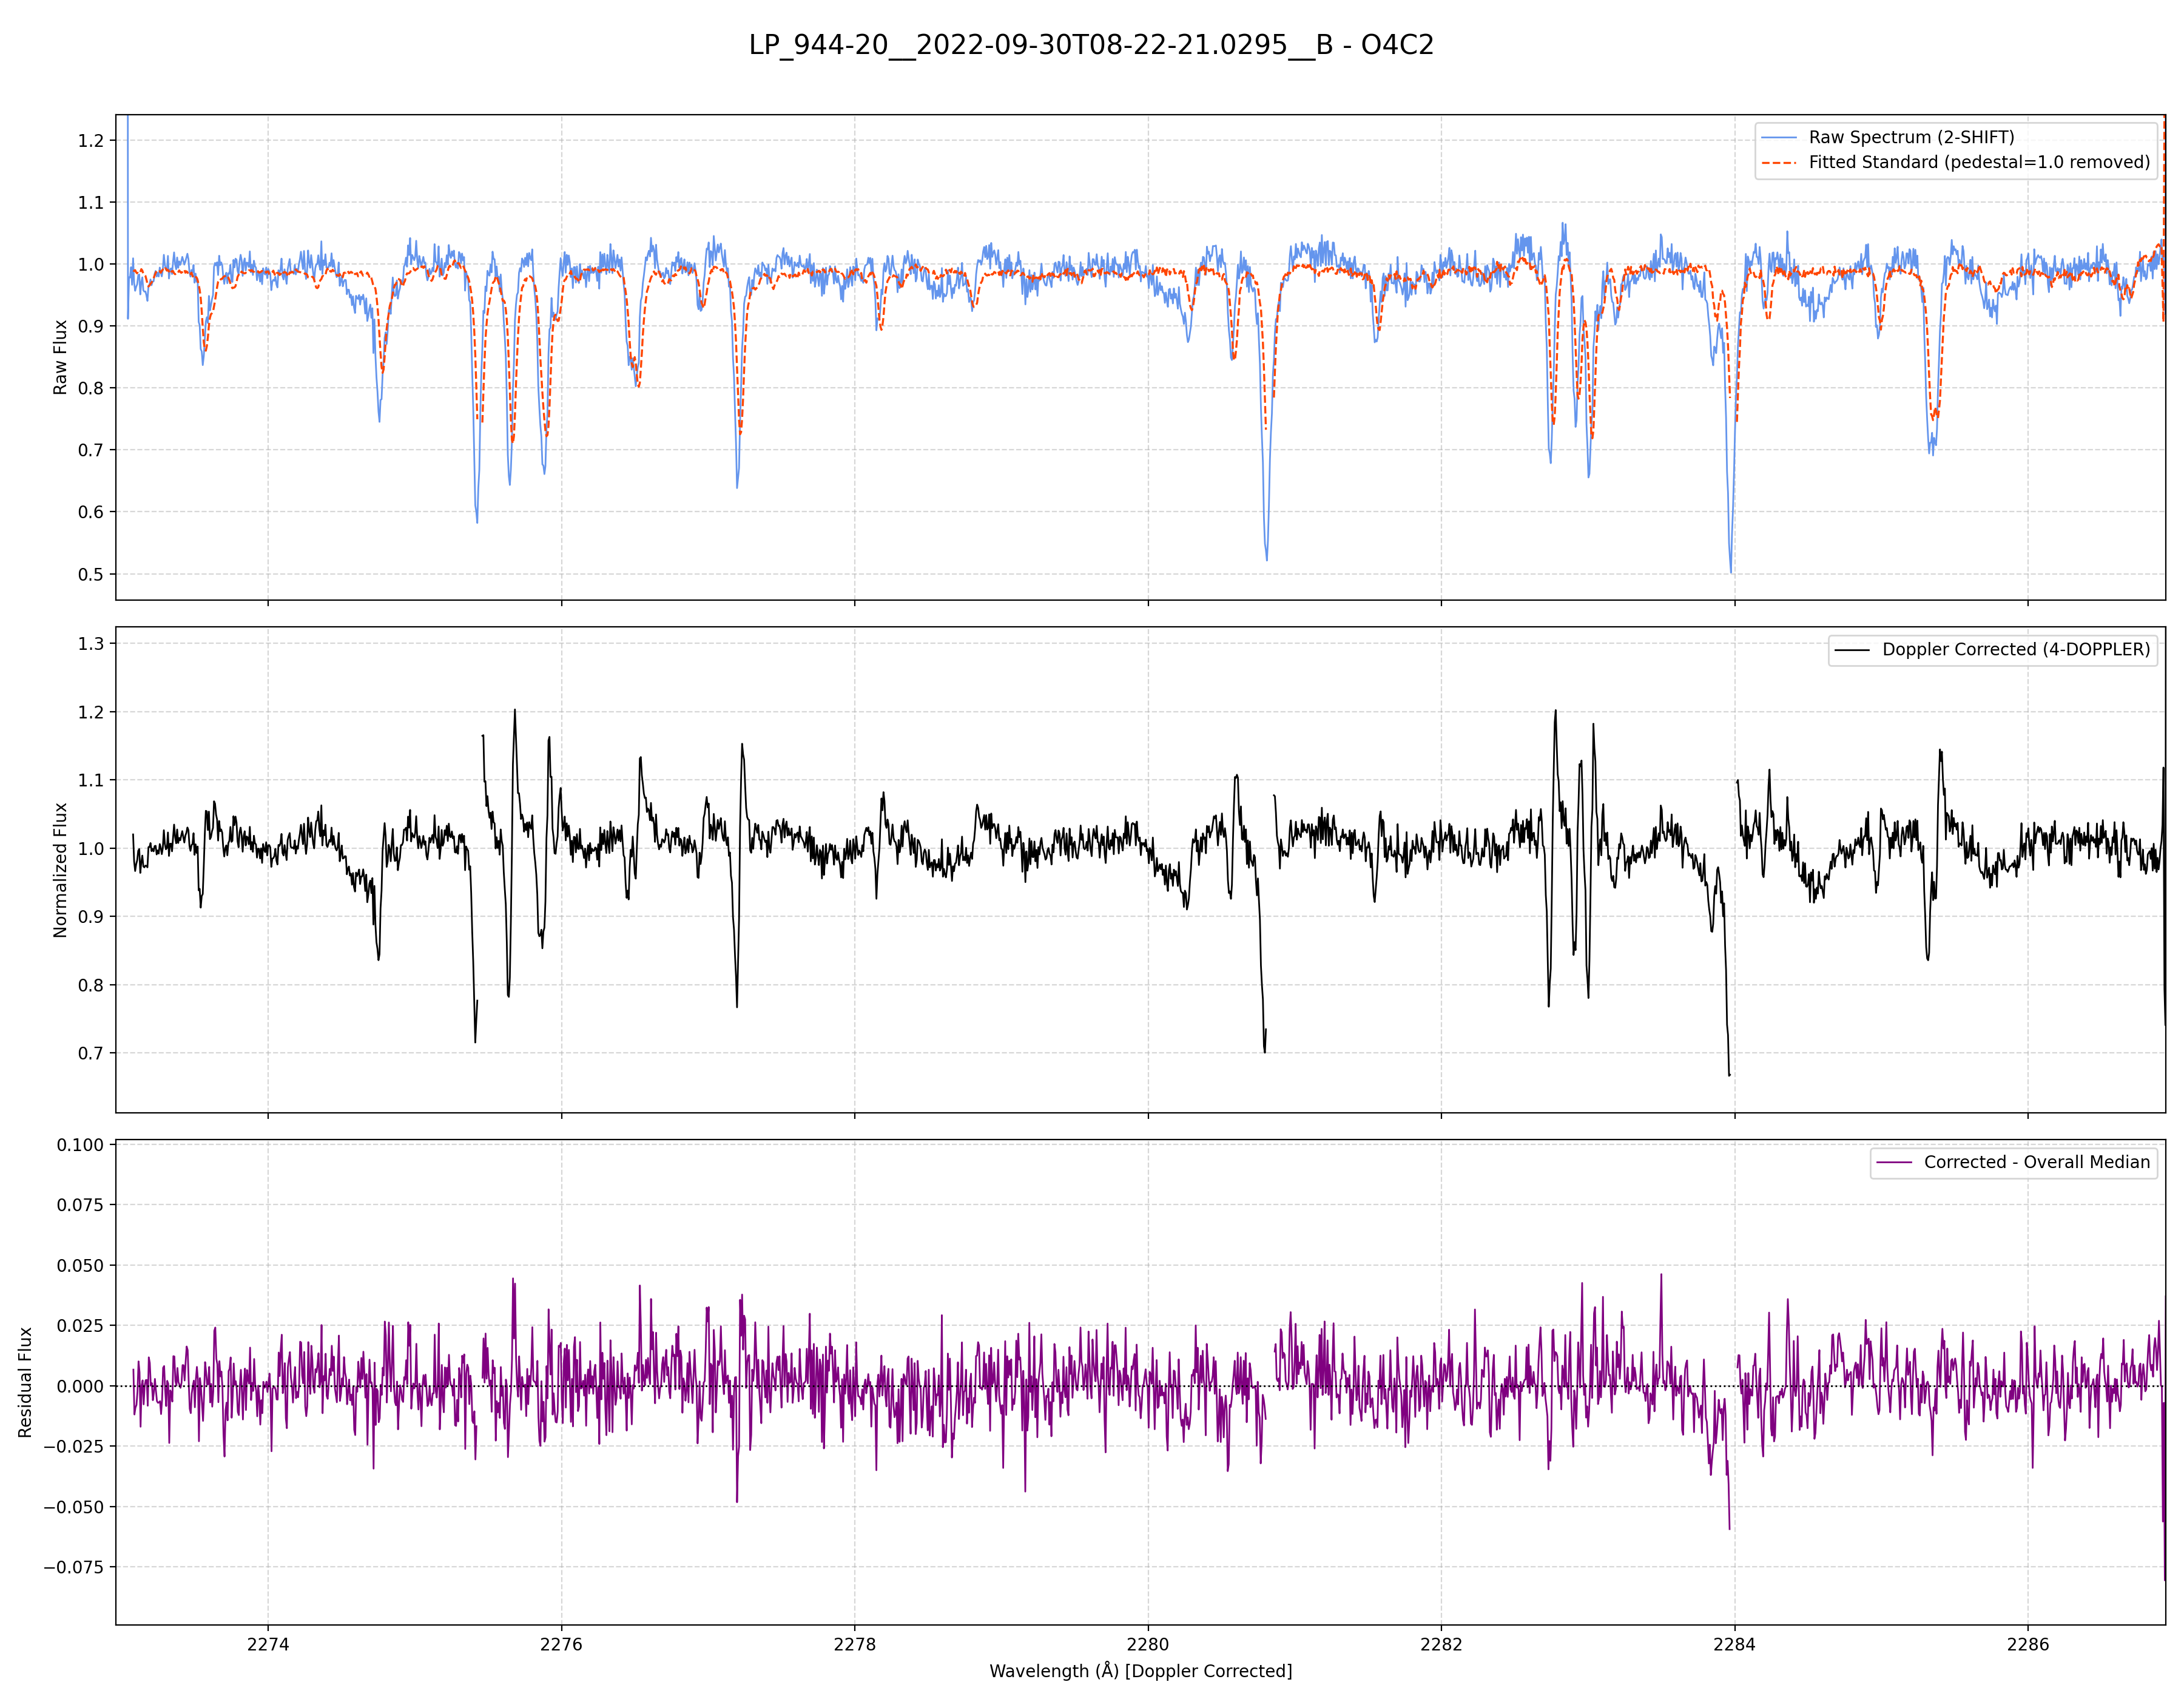 LP_944-20__2022-09-30T08-22-21.0295__B - O4C2
Raw Spectrum (2-SHIFT)
Fitted Standard (pedestal=1.0 removed)
Raw Flux
1.2
1.1
1.0
0.9
0.8
0.7
0.6
0.5
Doppler Corrected (4-DOPPLER)
Normalized Flux
1.3
1.2
1.1
1.0
0.9
0.8
0.7
Corrected - Overall Median
Residual Flux
0.100
0.075
0.050
0.025
0.000
−0.025
−0.050
−0.075
2274 2276 2278 2280 2282 2284 2286
Wavelength (Å) [Doppler Corrected]